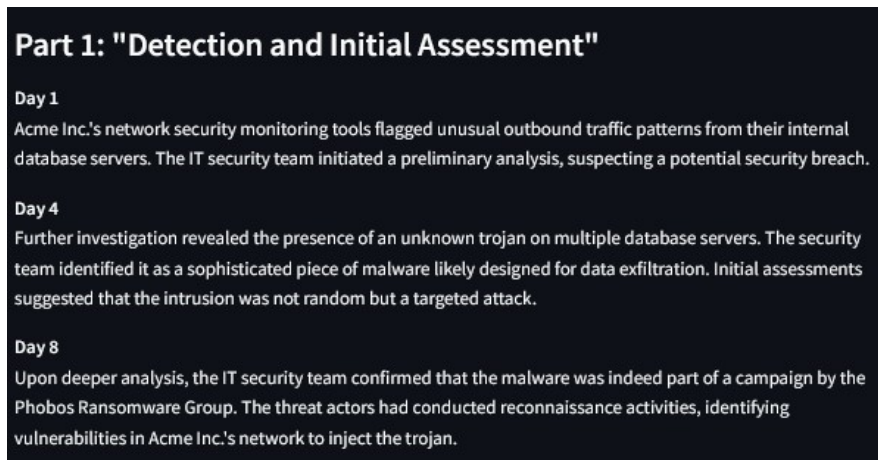 Part 1: "Detection and Initial Assessment"
Day 1
Acme Inc.'s network security monitoring tools flagged unusual outbound traffic patterns from their internal
database servers. The IT security team initiated a preliminary analysis, suspecting a potential security breach.
Day 4
Further investigation revealed the presence of an unknown trojan on multiple database servers. The security
team identified it as a sophisticated piece of malware likely designed for data exfiltration. Initial assessments
suggested that the intrusion was not random but a targeted attack.
Day 8
Upon deeper analysis, the IT security team confirmed that the malware was indeed part of a campaign by the
Phobos Ransomware Group. The threat actors had conducted reconnaissance activities, identifying
vulnerabilities in Acme Inc.'s network to inject the trojan.